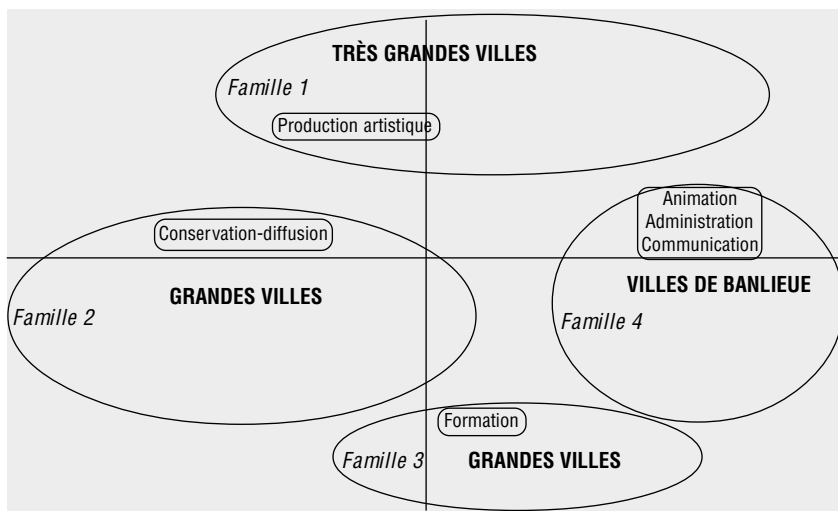 TRÈS GRANDES VILLES
Famille 1
Production artistique
Animation
Administration
Communication
Conservation-diffusion
VILLES DE BANLIEUE
GRANDES VILLES
Famille 2
Famille 4
Formation
Famille 3
GRANDES VILLES